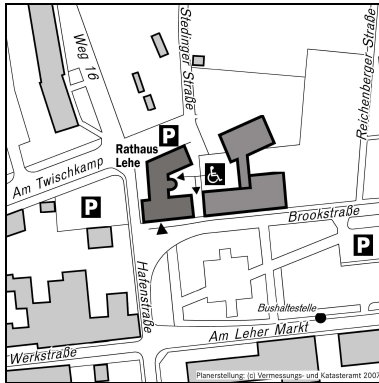 Stedinger Straße
Reichenberger-Straße
Weg 16
P
Rathaus
Lehe
Am Twischkamp
P
Brookstraße
P
Hafenstraße
Bushaltestelle
Am Leher Markt
Werkstraße
Planerstellung: (c) Vermessungs- und Katasteramt 2007